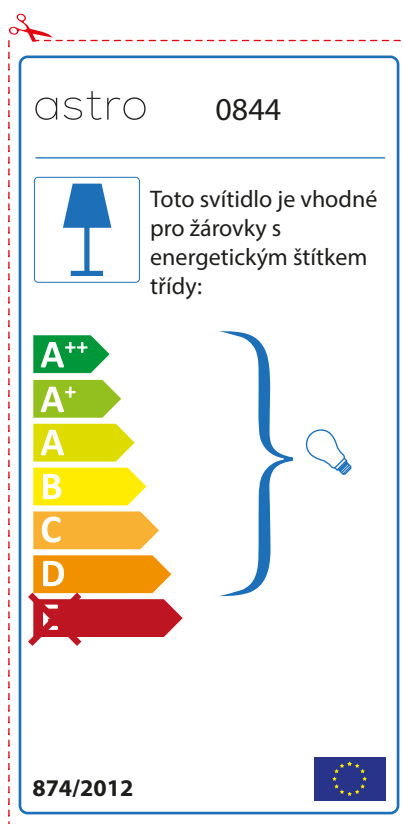 astro 0844
Toto svítidlo je vhodné
pro žárovky s
energetickým štítkem
třídy:
A++
A+
A
B
C
D
E
874/2012